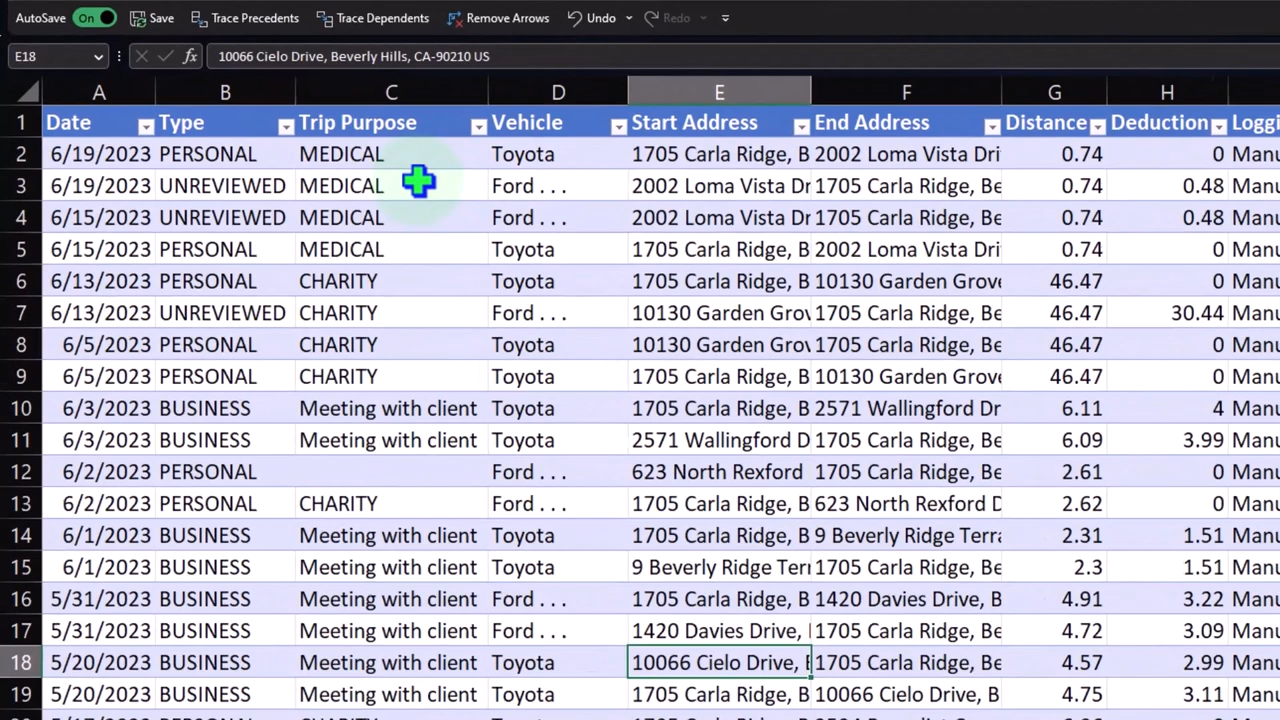 AutoSave On Save Trace Precedents Trace Dependents Remove Arrows Undo Redo
E18 fx 10066 Cielo Drive, Beverly Hills, CA-90210 US
A B C D E F G H
1 Date Type Trip Purpose Vehicle Start Address End Address Distance Deduction Loggi
2 6/19/2023 PERSONAL MEDICAL Toyota 1705 Carla Ridge, B 2002 Loma Vista Dri 0.74 0 Manu
3 6/19/2023 UNREVIEWED MEDICAL Ford . . . 2002 Loma Vista Dr 1705 Carla Ridge, Be 0.74 0.48 Manu
4 6/15/2023 UNREVIEWED MEDICAL Ford . . . 2002 Loma Vista Dr 1705 Carla Ridge, Be 0.74 0.48 Manu
5 6/15/2023 PERSONAL MEDICAL Toyota 1705 Carla Ridge, B 2002 Loma Vista Dri 0.74 0 Manu
6 6/13/2023 PERSONAL CHARITY Toyota 1705 Carla Ridge, B 10130 Garden Grove 46.47 0 Manu
7 6/13/2023 UNREVIEWED CHARITY Ford . . . 10130 Garden Grov 1705 Carla Ridge, Be 46.47 30.44 Manu
8 6/5/2023 PERSONAL CHARITY Toyota 10130 Garden Grov 1705 Carla Ridge, Be 46.47 0 Manu
9 6/5/2023 PERSONAL CHARITY Toyota 1705 Carla Ridge, B 10130 Garden Grove 46.47 0 Manu
10 6/3/2023 BUSINESS Meeting with client Toyota 1705 Carla Ridge, B 2571 Wallingford Dr 6.11 4 Manu
11 6/3/2023 BUSINESS Meeting with client Toyota 2571 Wallingford D 1705 Carla Ridge, Be 6.09 3.99 Manu
12 6/2/2023 PERSONAL Ford . . . 623 North Rexford 1705 Carla Ridge, Be 2.61 0 Manu
13 6/2/2023 PERSONAL CHARITY Ford . . . 1705 Carla Ridge, B 623 North Rexford D 2.62 0 Manu
14 6/1/2023 BUSINESS Meeting with client Toyota 1705 Carla Ridge, B 9 Beverly Ridge Terra 2.31 1.51 Manu
15 6/1/2023 BUSINESS Meeting with client Toyota 9 Beverly Ridge Terr 1705 Carla Ridge, Be 2.3 1.51 Manu
16 5/31/2023 BUSINESS Meeting with client Ford . . . 1705 Carla Ridge, B 1420 Davies Drive, B 4.91 3.22 Manu
17 5/31/2023 BUSINESS Meeting with client Ford . . . 1420 Davies Drive, 1705 Carla Ridge, Be 4.72 3.09 Manu
18 5/20/2023 BUSINESS Meeting with client Toyota 10066 Cielo Drive, B 1705 Carla Ridge, Be 4.57 2.99 Manu
19 5/20/2023 BUSINESS Meeting with client Toyota 1705 Carla Ridge, B 10066 Cielo Drive, B 4.75 3.11 Manu